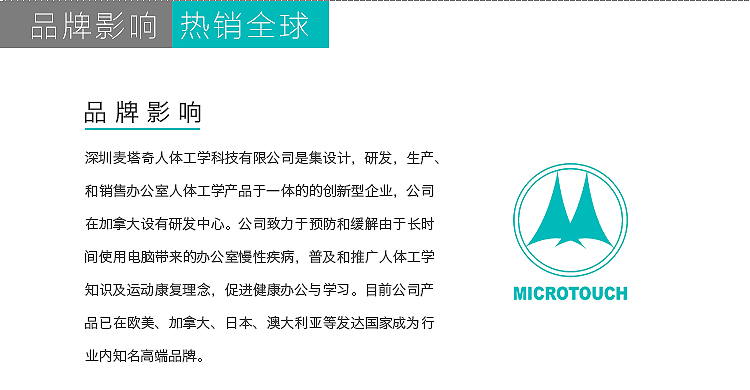 品牌影响 热销全球
品牌影响
深圳麦塔奇人体工学科技有限公司是集设计，研发，生产、
和销售办公室人体工学产品于一体的的创新型企业，公司
在加拿大设有研发中心。公司致力于预防和缓解由于长时
间使用电脑带来的办公室慢性疾病，普及和推广人体工学
知识及运动康复理念，促进健康办公与学习。目前公司产
品已在欧美、加拿大、日本、澳大利亚等发达国家成为行
业内知名高端品牌。
MICROTOUCH